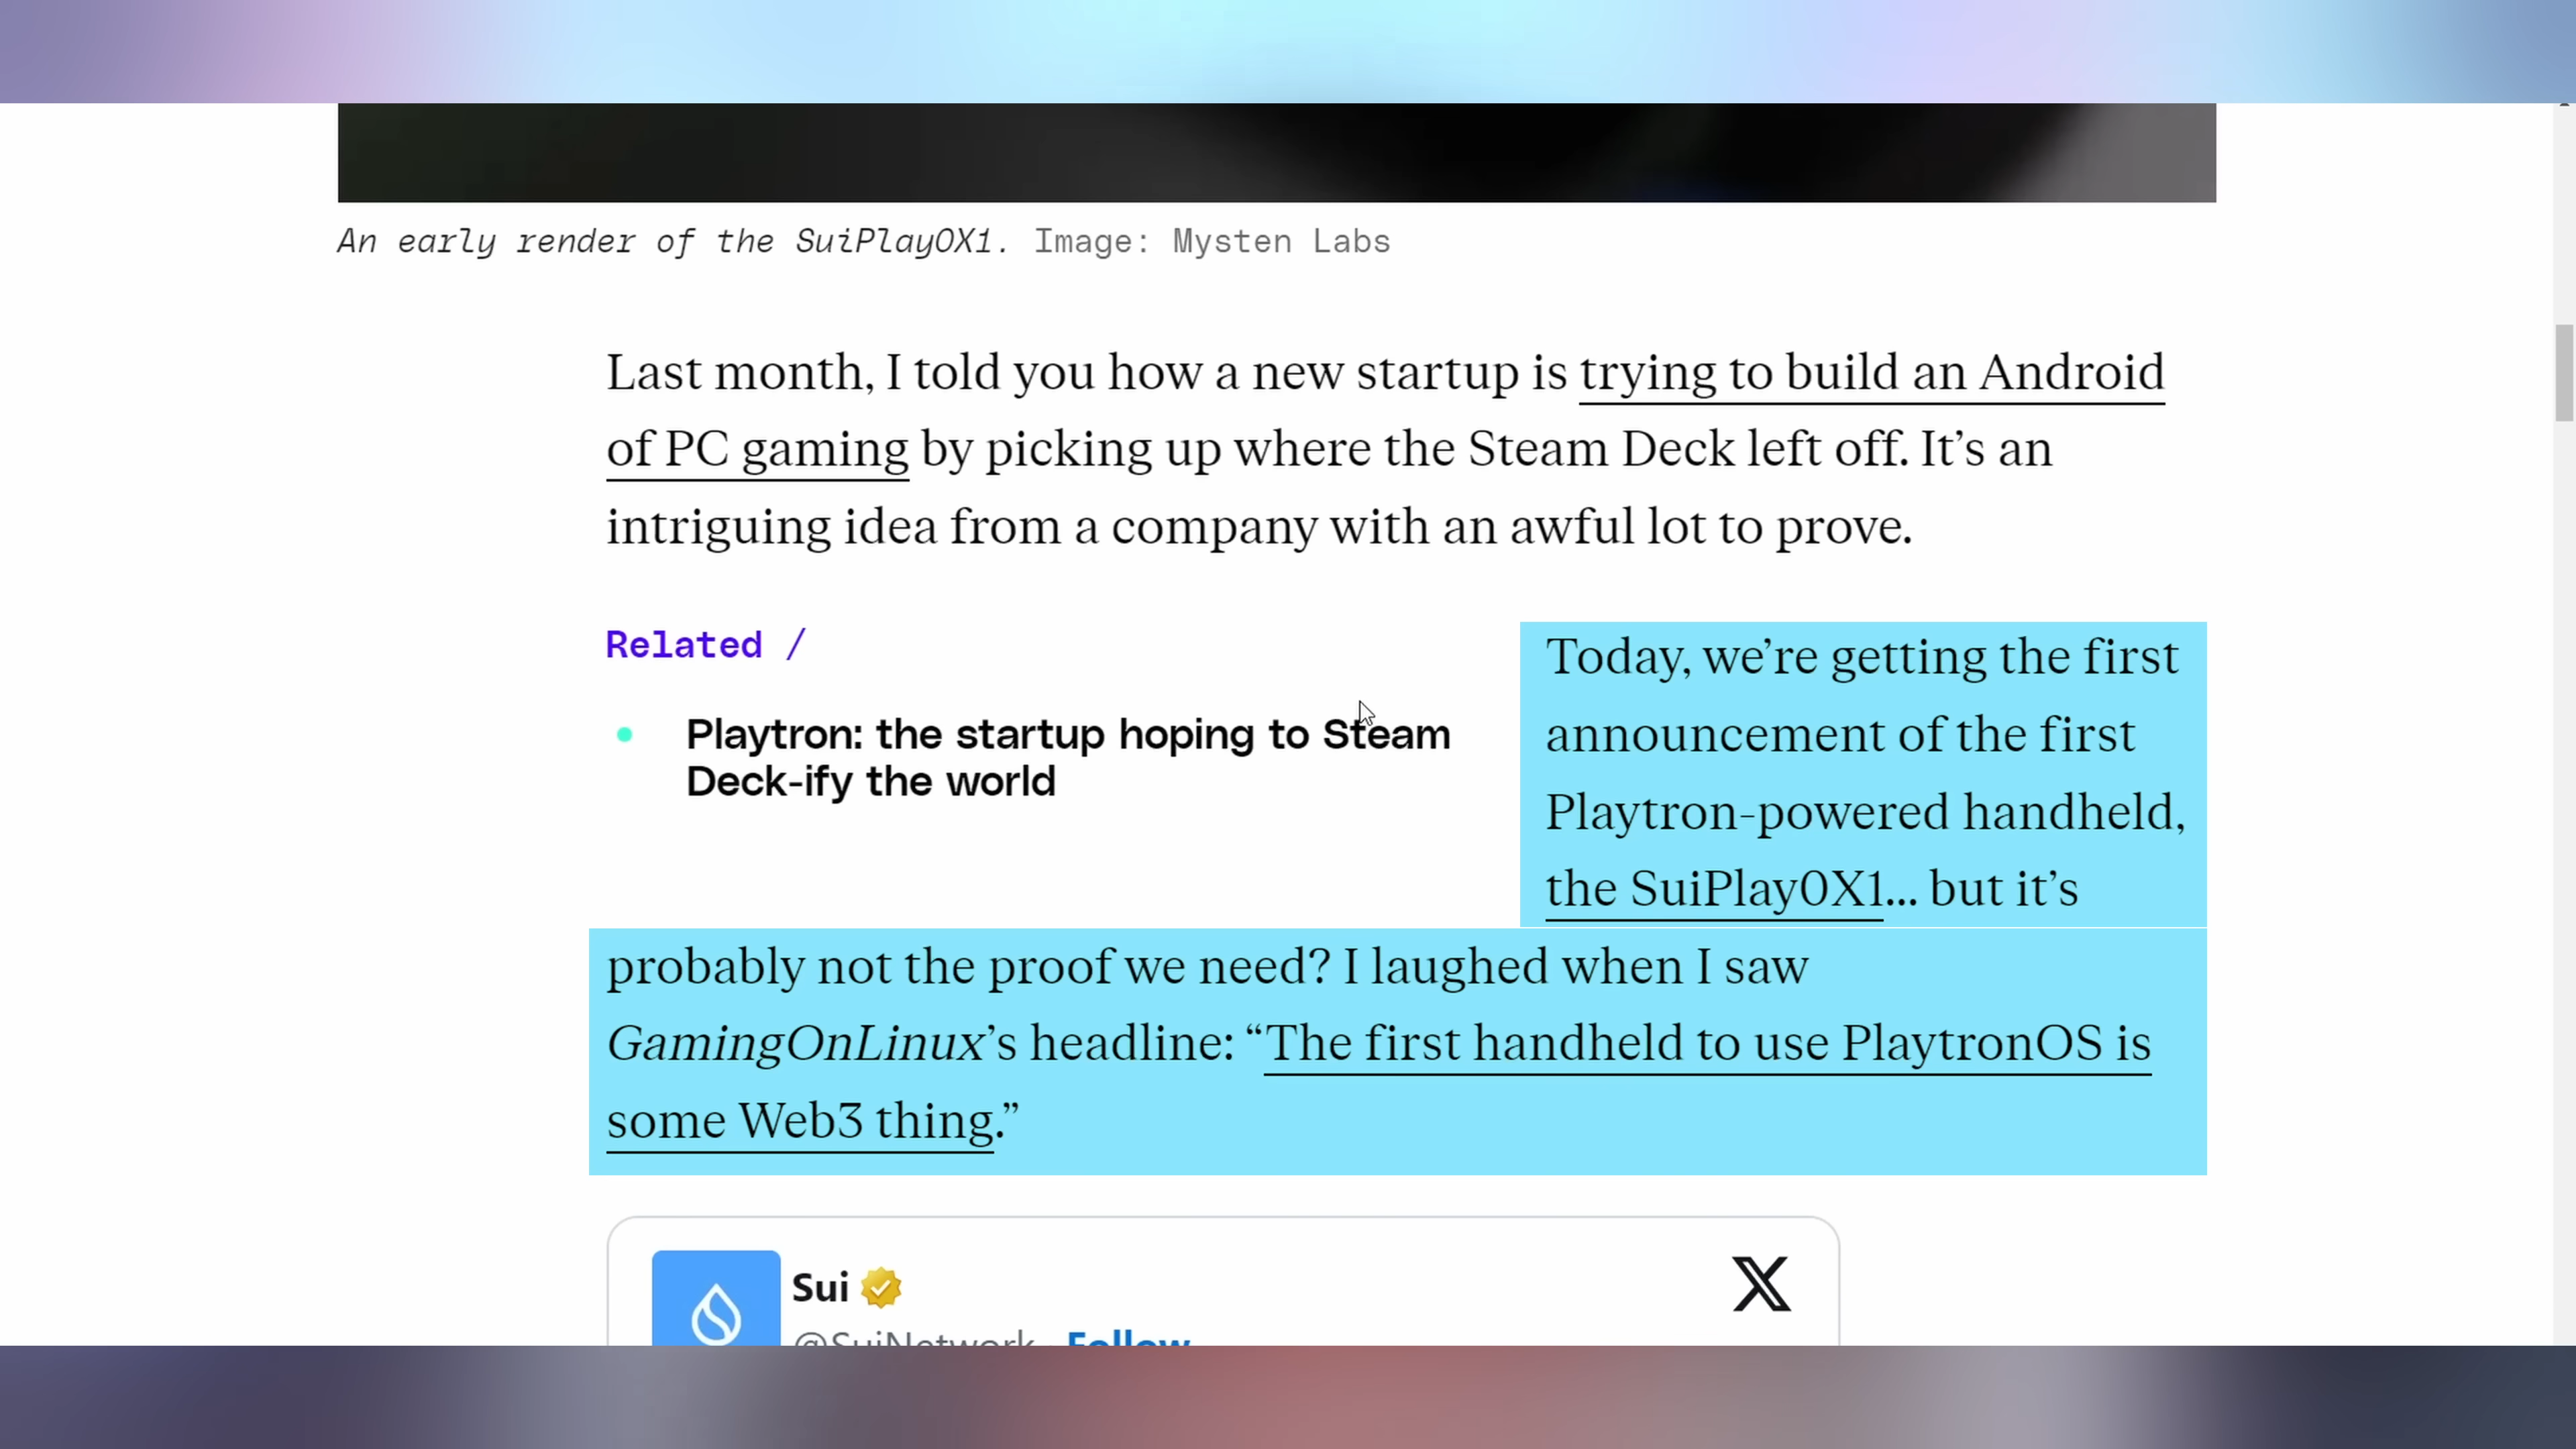 An early render of the SuiPlay0X1. Image: Mysten Labs
Last month, I told you how a new startup is trying to build an Android
of PC gaming by picking up where the Steam Deck left off. It’s an
intriguing idea from a company with an awful lot to prove.
Related /
Playtron: the startup hoping to Steam
Deck-ify the world
Today, we’re getting the first
announcement of the first
Playtron-powered handheld,
the SuiPlay0X1... but it’s
probably not the proof we need? I laughed when I saw
GamingOnLinux’s headline: “The first handheld to use PlaytronOS is
some Web3 thing.”
Sui
@SuiNetwork · Follow